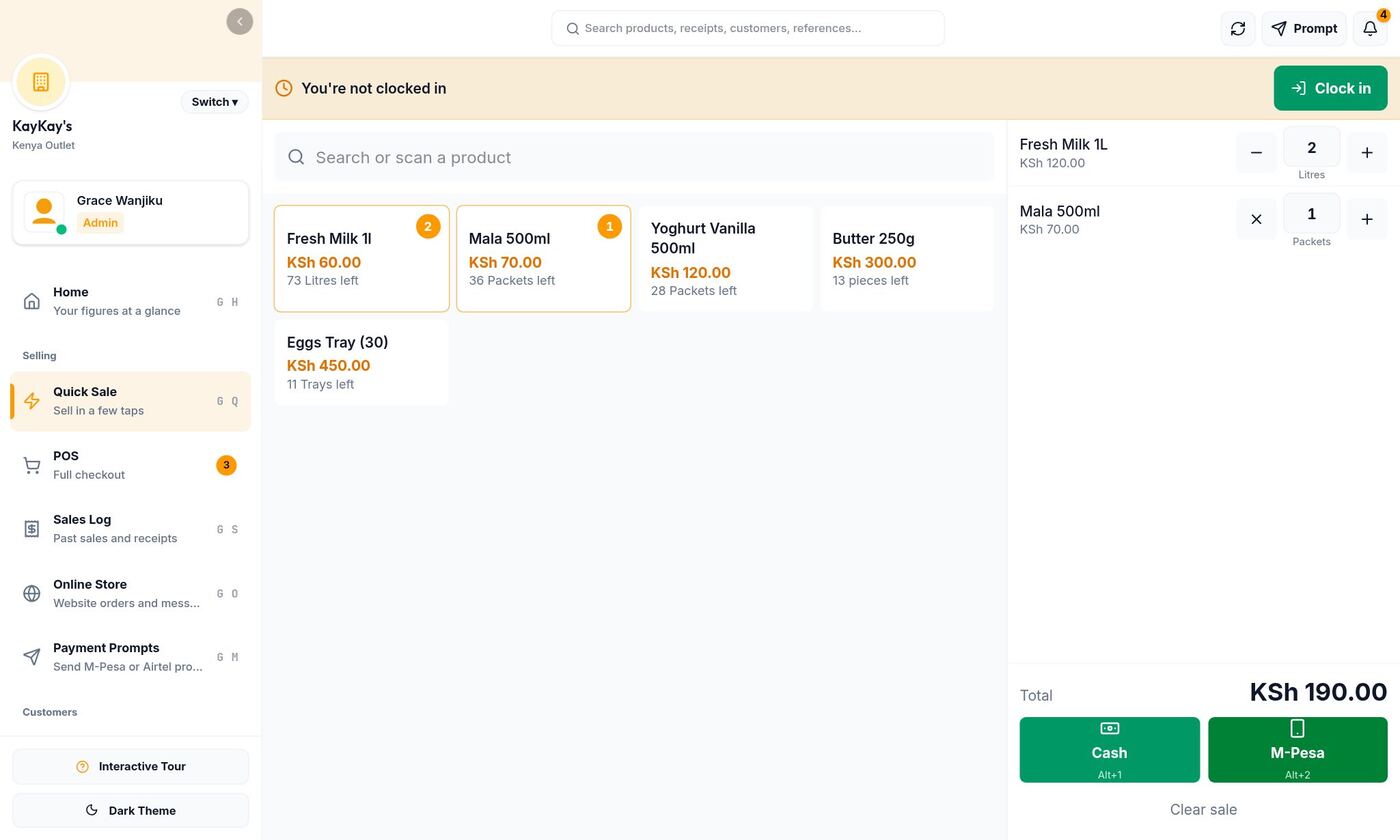 Search products, receipts, customers, references...
Prompt
4
Switch ▾
KayKay's
Kenya Outlet
Grace Wanjiku
Admin
Home
Your figures at a glance
G H
Selling
Quick Sale
Sell in a few taps
G Q
POS
Full checkout
3
Sales Log
Past sales and receipts
G S
Online Store
Website orders and mess...
G O
Payment Prompts
Send M-Pesa or Airtel pro...
G M
Customers
Interactive Tour
Dark Theme
You're not clocked in
Clock in
Search or scan a product
Fresh Milk 1l
2
KSh 60.00
73 Litres left
Mala 500ml
1
KSh 70.00
36 Packets left
Yoghurt Vanilla
500ml
KSh 120.00
28 Packets left
Butter 250g
KSh 300.00
13 pieces left
Eggs Tray (30)
KSh 450.00
11 Trays left
Fresh Milk 1L
KSh 120.00
− 2 +
Litres
Mala 500ml
KSh 70.00
× 1 +
Packets
Total
KSh 190.00
Cash
Alt+1
M-Pesa
Alt+2
Clear sale